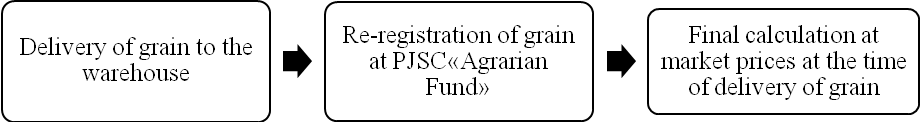 Delivery of grain to the
warehouse
Re-registration of grain
at PJSC«Agrarian
Fund»
Final calculation at
market prices at the time
of delivery of grain